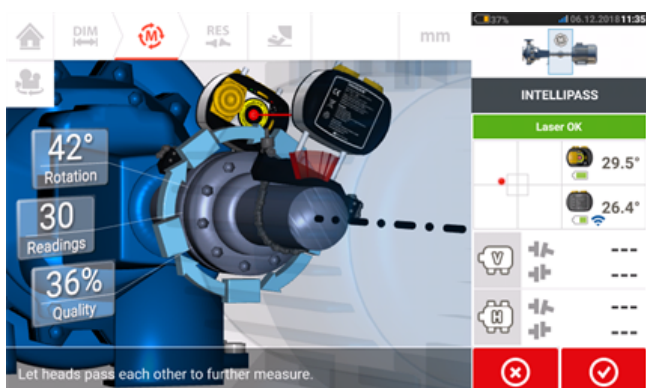 DIM
M
RES
mm
37%
06.12.2018 11:35
INTELLIPASS
Laser OK
42°
Rotation
29.5°
26.4°
30
Readings
V
---
---
36%
Quality
H
---
---
Let heads pass each other to further measure.